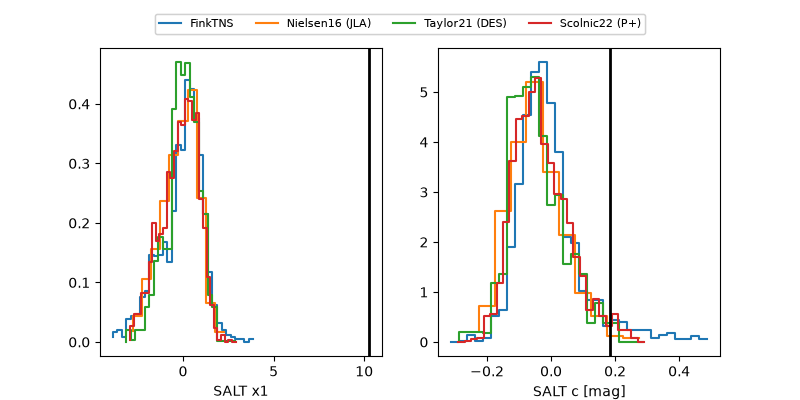 FinkTNS Nielsen16 (JLA) Taylor21 (DES) Scolnic22 (P+)
0.4
0.3
0.2
0.1
0.0
0 5 10
SALT x1
5
4
3
2
1
0
−0.2 0.0 0.2 0.4
SALT c [mag]